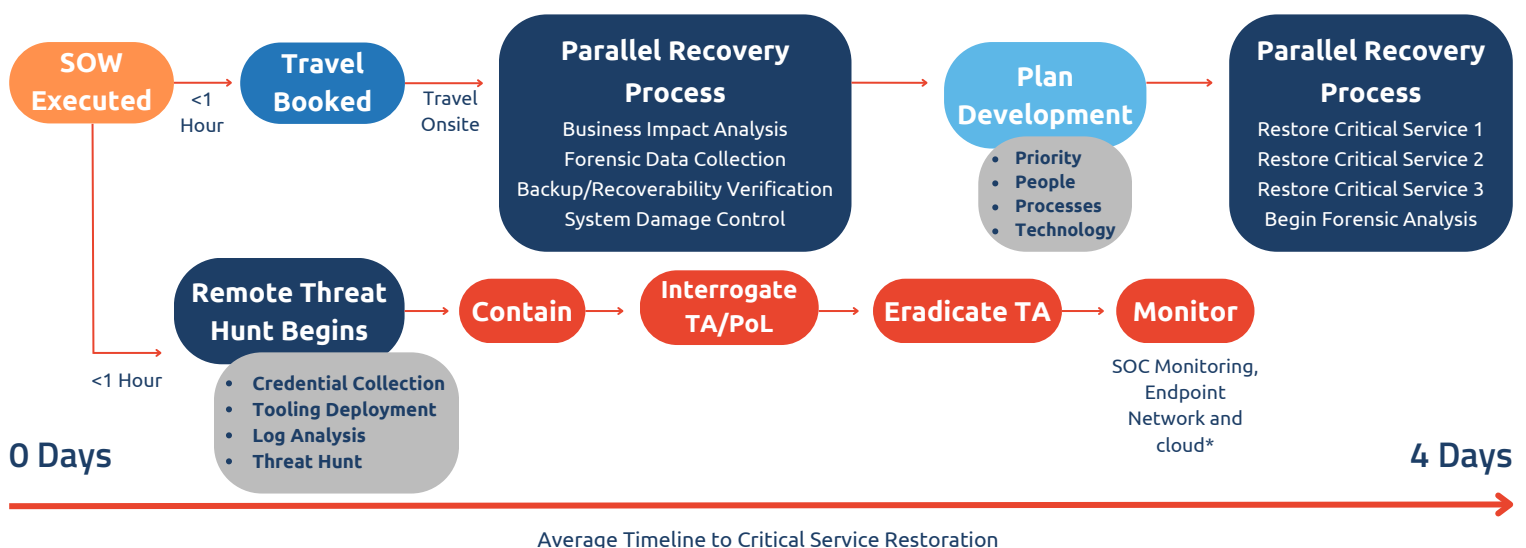 SOW
Executed
<1
Hour
Travel
Booked
Travel
Onsite
Parallel Recovery
Process
Business Impact Analysis
Forensic Data Collection
Backup/Recoverability Verification
System Damage Control
Plan
Development
• Priority
• People
• Processes
• Technology
Parallel Recovery
Process
Restore Critical Service 1
Restore Critical Service 2
Restore Critical Service 3
Begin Forensic Analysis
<1 Hour
Remote Threat
Hunt Begins
• Credential Collection
• Tooling Deployment
• Log Analysis
• Threat Hunt
Contain
Interrogate
TA/PoL
Eradicate TA
Monitor
SOC Monitoring,
Endpoint
Network and
cloud*
0 Days
4 Days
Average Timeline to Critical Service Restoration